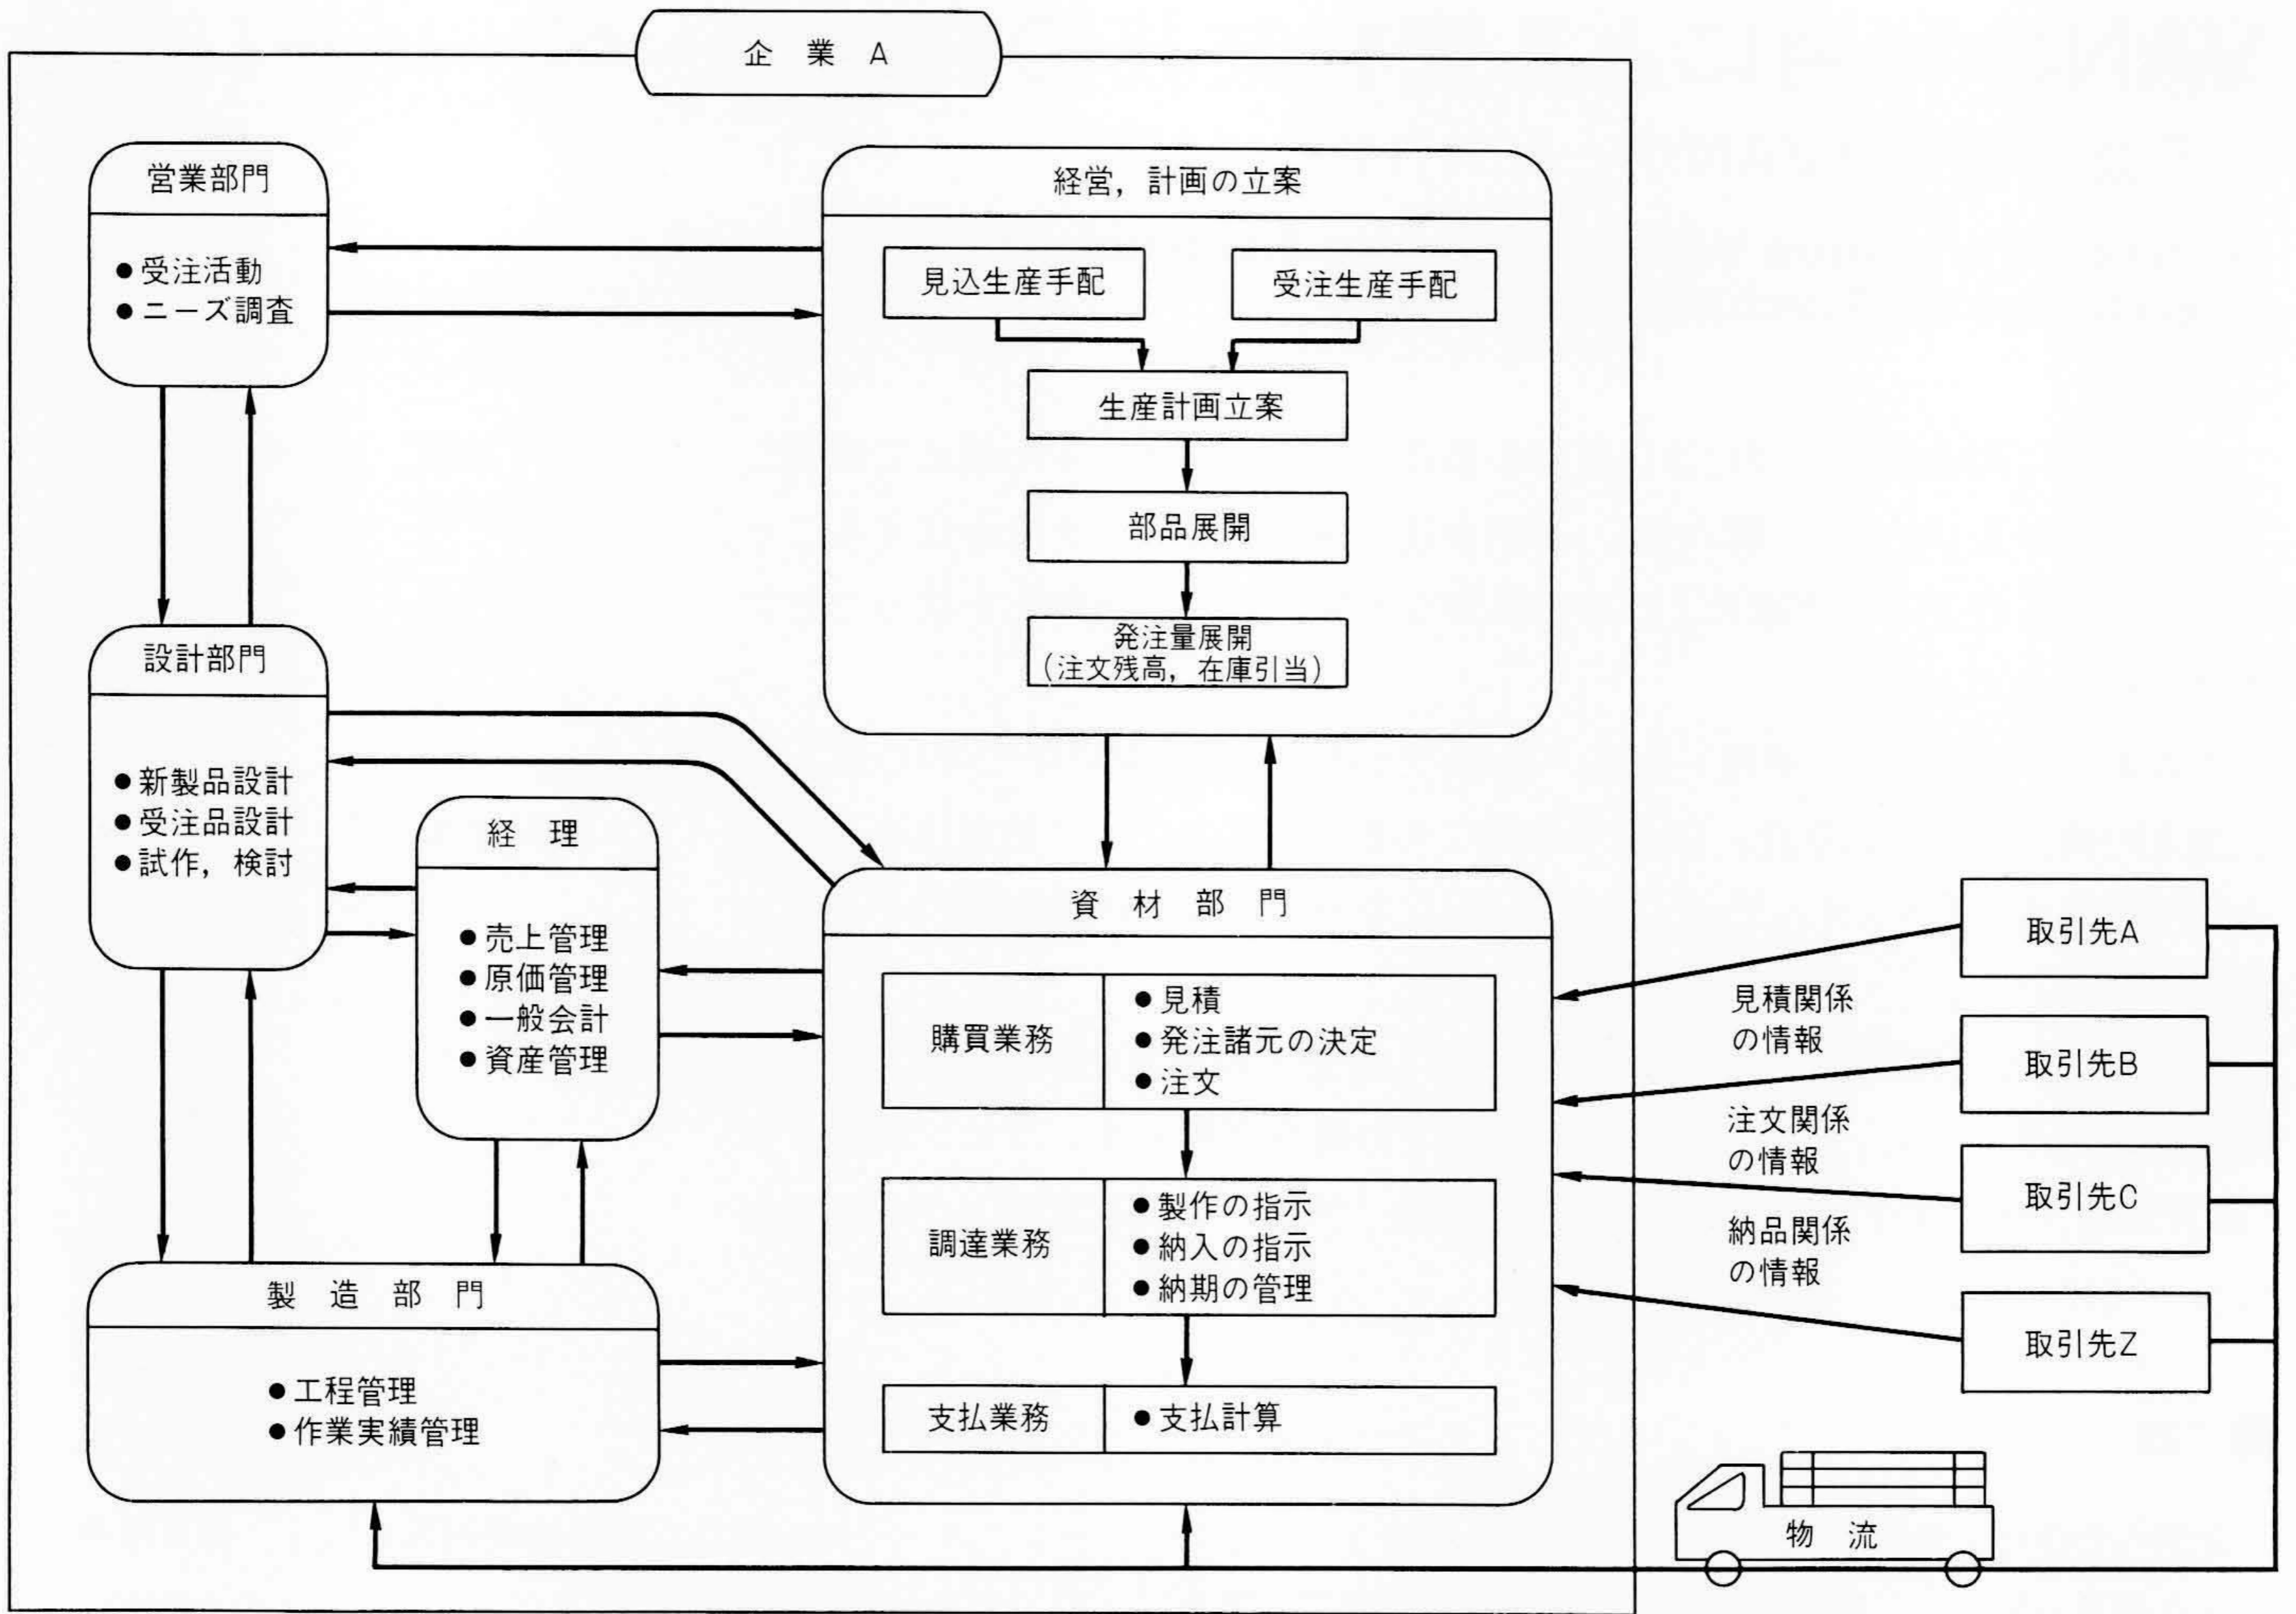 企業A
営業部門
●受注活動
●ニーズ調査
経営，計画の立案
見込生産手配
受注生産手配
生産計画立案
部品展開
発注量展開
(注文残高，在庫引当)
設計部門
●新製品設計
●受注品設計
●試作，検討
経理
●売上管理
●原価管理
●一般会計
●資産管理
製造部門
●工程管理
●作業実績管理
資材部門
購買業務
●見積
●発注諸元の決定
●注文
調達業務
●製作の指示
●納入の指示
●納期の管理
支払業務
●支払計算
見積関係
の情報
注文関係
の情報
納品関係
の情報
取引先A
取引先B
取引先C
取引先Z
物流